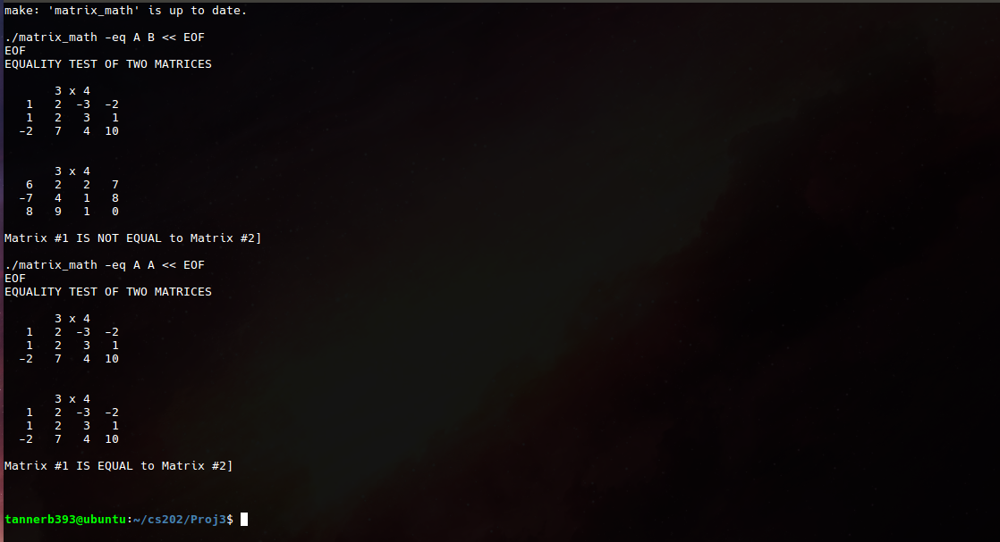 make: 'matrix_math' is up to date.
./matrix_math -eq A B << EOF
EOF
EQUALITY TEST OF TWO MATRICES
3 x 4
1 2 -3 -2
1 2 3 1
-2 7 4 10
3 x 4
6 2 2 7
-7 4 1 8
8 9 1 0
Matrix #1 IS NOT EQUAL to Matrix #2]
./matrix_math -eq A A << EOF
EOF
EQUALITY TEST OF TWO MATRICES
3 x 4
1 2 -3 -2
1 2 3 1
-2 7 4 10
3 x 4
1 2 -3 -2
1 2 3 1
-2 7 4 10
Matrix #1 IS EQUAL to Matrix #2]
tannerb393@ubuntu:~/cs202/Proj3$